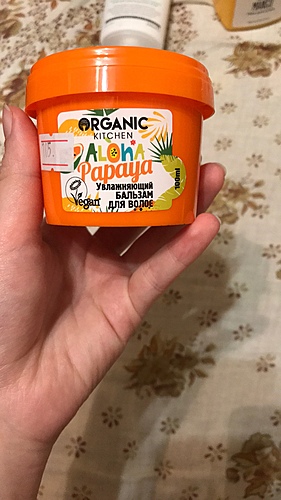 ORGANIC
KITCHEN
ALOHA
Papaya
Увлажняющий
БАЛЬЗАМ
ДЛЯ ВОЛОС
Vegan
100ml